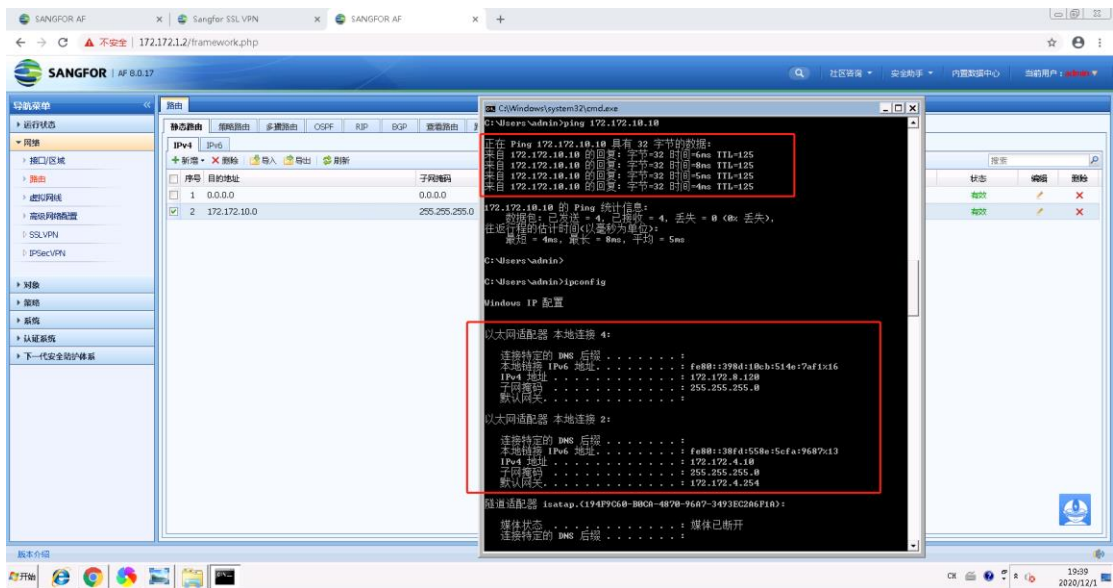 SANGFOR AF
Sangfor SSL VPN
SANGFOR AF
不安全 | 172.172.1.2/framework.php
SANGFOR | AF 8.0.17
社区咨询 安全助手 内置数据中心 当前用户：admin
导航菜单
运行状态
网络
接口/区域
路由
虚拟网线
高级网络配置
SSLVPN
IPSecVPN
对象
策略
系统
认证系统
下一代安全防护体系
路由
静态路由 策略路由 多播路由 OSPF RIP BGP 查看路由
IPv4 IPv6
新增 删除 导入 导出 刷新
搜索
序号 目的地址 子网掩码 状态 编辑 删除
1 0.0.0.0 0.0.0.0 有效
2 172.172.10.0 255.255.255.0 有效
C:\Windows\system32\cmd.exe
C:\Users\admin>ping 172.172.10.10
正在 Ping 172.172.10.10 具有 32 字节的数据:
来自 172.172.10.10 的回复: 字节=32 时间=6ms TTL=125
来自 172.172.10.10 的回复: 字节=32 时间=8ms TTL=125
来自 172.172.10.10 的回复: 字节=32 时间=5ms TTL=125
来自 172.172.10.10 的回复: 字节=32 时间=4ms TTL=125
172.172.10.10 的 Ping 统计信息:
数据包: 已发送 = 4, 已接收 = 4, 丢失 = 0 (0% 丢失),
往返行程的估计时间(以毫秒为单位):
最短 = 4ms, 最长 = 8ms, 平均 = 5ms
C:\Users\admin>
C:\Users\admin>ipconfig
Windows IP 配置
以太网适配器 本地连接 4:
连接特定的 DNS 后缀 . . . . . . . :
本地链接 IPv6 地址. . . . . . . . : fe80::398d:10cb:514e:7af1%16
IPv4 地址 . . . . . . . . . . . . : 172.172.8.120
子网掩码 . . . . . . . . . . . . : 255.255.255.0
默认网关. . . . . . . . . . . . . :
以太网适配器 本地连接 2:
连接特定的 DNS 后缀 . . . . . . . :
本地链接 IPv6 地址. . . . . . . . : fe80::38fd:558e:5cfa:9687%13
IPv4 地址 . . . . . . . . . . . . : 172.172.4.10
子网掩码 . . . . . . . . . . . . : 255.255.255.0
默认网关. . . . . . . . . . . . . : 172.172.4.254
隧道适配器 isatap.{194F9C60-B0CA-4870-96A7-3493EC2A6F1A}:
媒体状态 . . . . . . . . . . . . : 媒体已断开
连接特定的 DNS 后缀 . . . . . . . :
版本介绍
开始
CH
19:39
2020/12/1